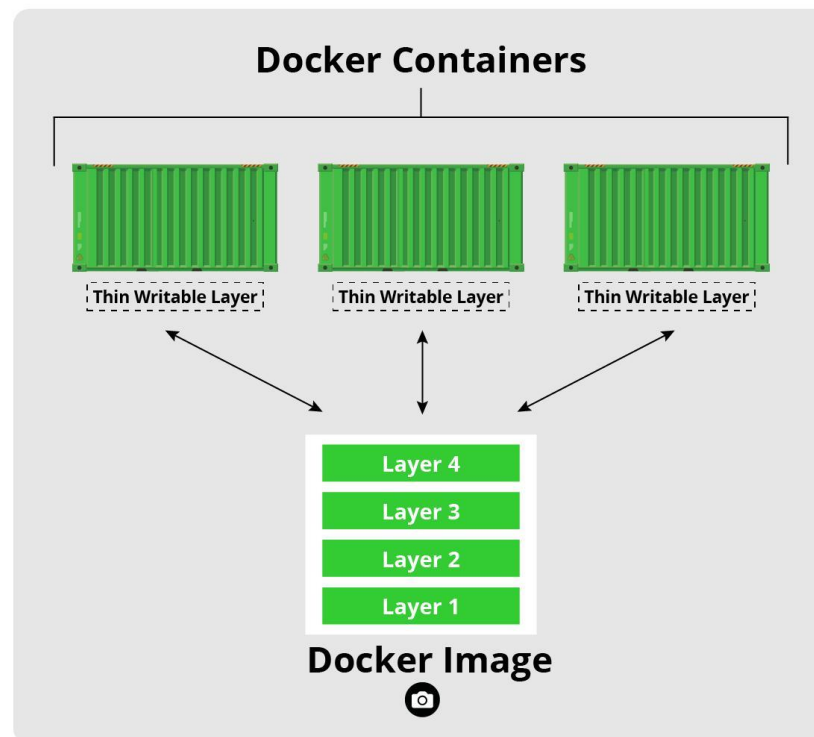 Docker Containers
Thin Writable Layer
Thin Writable Layer
Thin Writable Layer
Layer 4
Layer 3
Layer 2
Layer 1
Docker Image